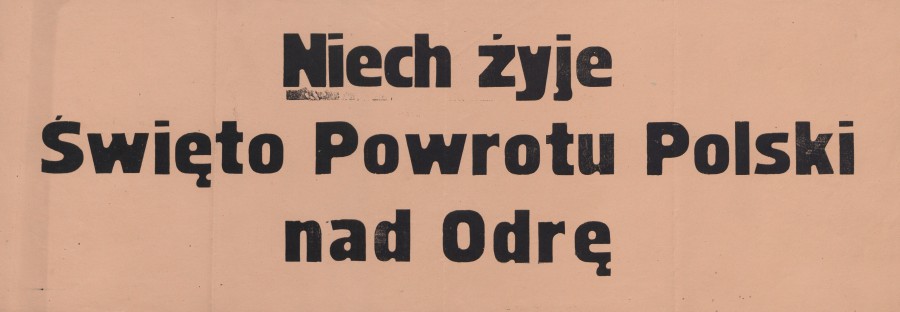 Niech żyje
Święto Powrotu Polski
nad Odrę